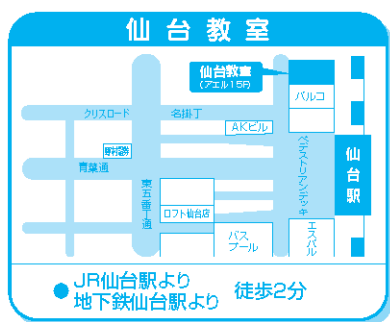 仙台教室
仙台教室
(アエル15F)
パルコ
クリスロード
名掛丁
AKビル
野村證券
青葉通
東五番丁通
ロフト仙台店
ペデストリアンデッキ
仙台駅
バス
プール
エスパル
●JR仙台駅より
地下鉄仙台駅より
徒歩2分